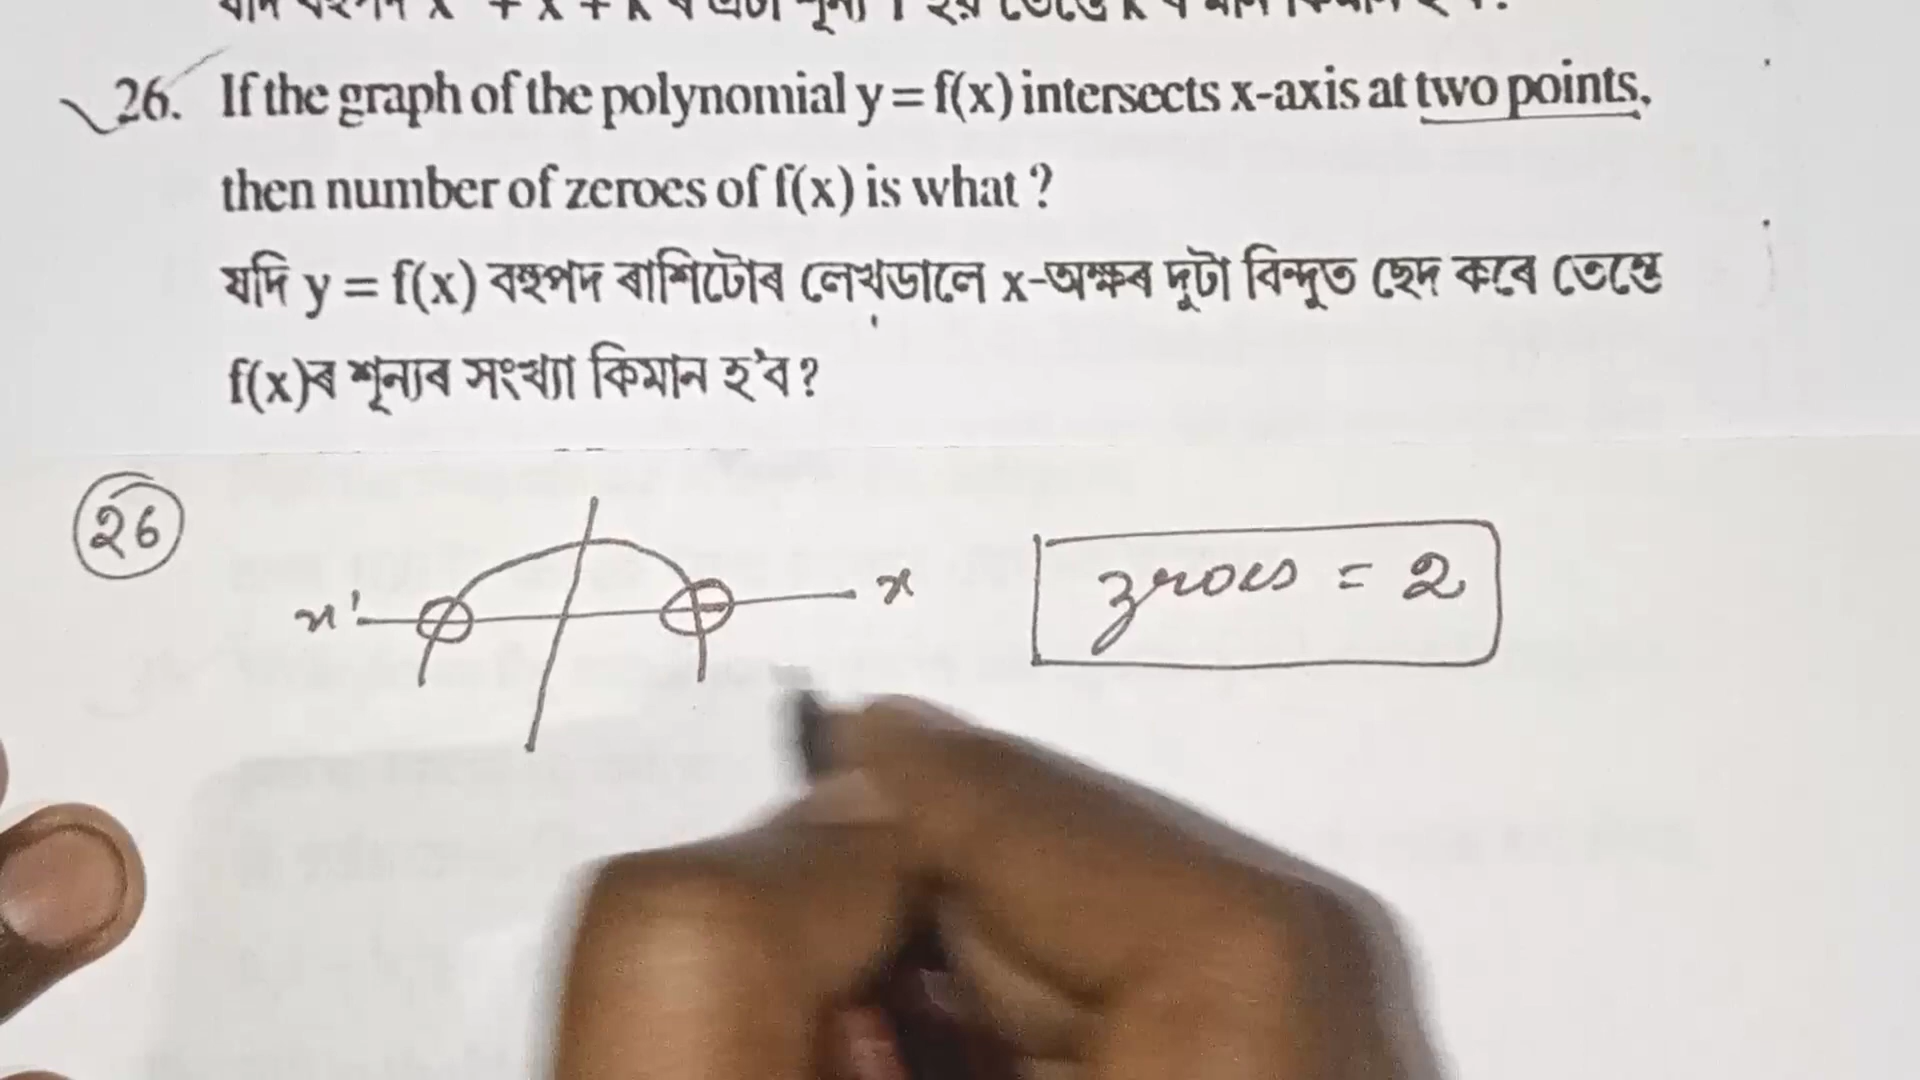 26. If the graph of the polynomial y = f(x) intersects x-axis at two points,
then number of zeroes of f(x) is what ?
যদি y = f(x) বহুপদ ৰাশিটোৰ লেখডালে x-অক্ষৰ দুটা বিন্দুত ছেদ কৰে তেন্তে
f(x)ৰ শূন্যৰ সংখ্যা কিমান হ'ব?
26
x' x
zroes = 2